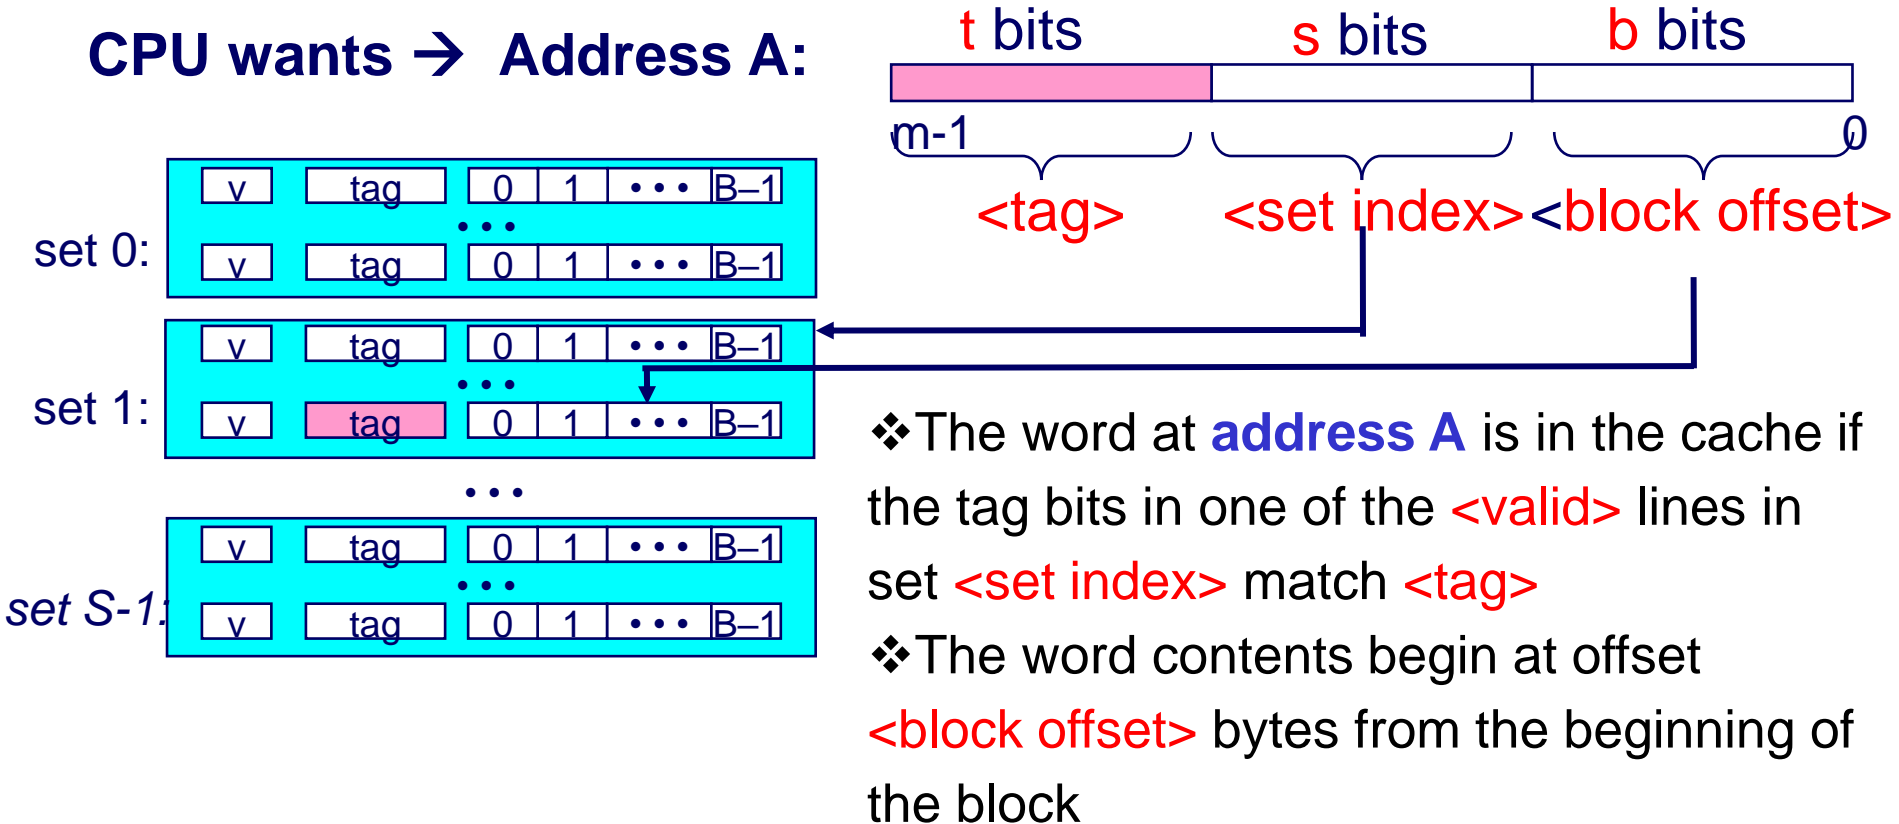 CPU wants → Address A:
t bits s bits b bits
m-1 0
<tag> <set index> <block offset>
v tag 0 1 • • • B–1
• • •
set 0:
v tag 0 1 • • • B–1
v tag 0 1 • • • B–1
• • •
set 1:
v tag 0 1 • • • B–1
• • •
v tag 0 1 • • • B–1
• • •
set S-1:
v tag 0 1 • • • B–1
❖The word at address A is in the cache if
the tag bits in one of the <valid> lines in
set <set index> match <tag>
❖The word contents begin at offset
<block offset> bytes from the beginning of
the block